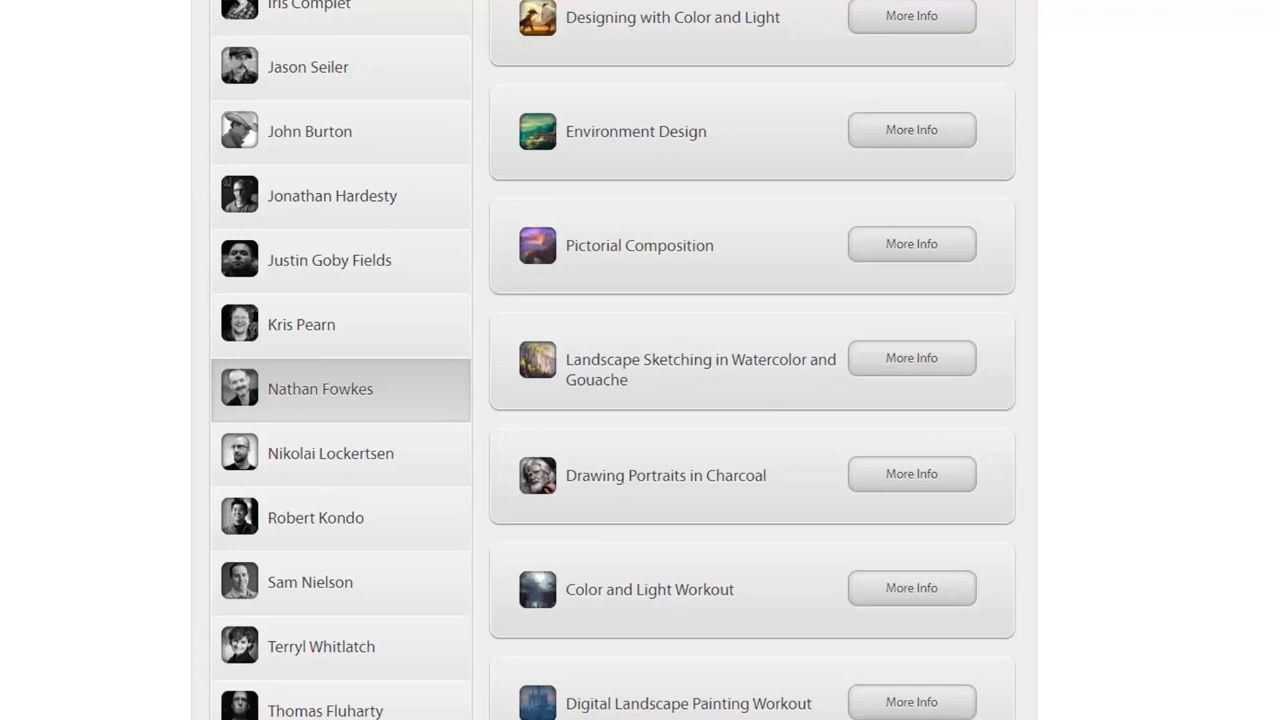 Iris Compiet
Jason Seiler
John Burton
Jonathan Hardesty
Justin Goby Fields
Kris Pearn
Nathan Fowkes
Nikolai Lockertsen
Robert Kondo
Sam Nielson
Terryl Whitlatch
Thomas Fluharty
Designing with Color and Light
More Info
Environment Design
More Info
Pictorial Composition
More Info
Landscape Sketching in Watercolor and
Gouache
More Info
Drawing Portraits in Charcoal
More Info
Color and Light Workout
More Info
Digital Landscape Painting Workout
More Info